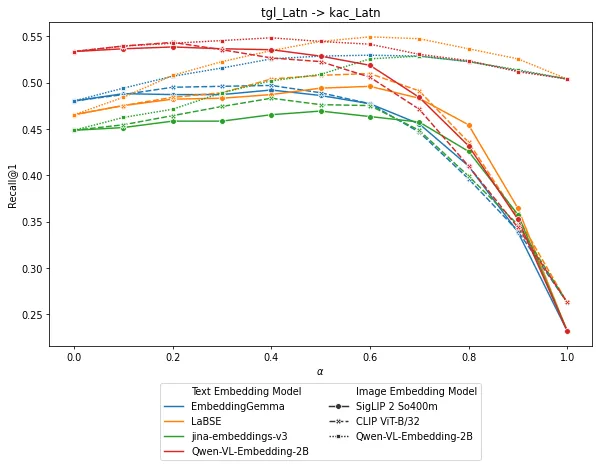 tgl_Latn -> kac_Latn
Recall@1
0.55
0.50
0.45
0.40
0.35
0.30
0.25
0.0 0.2 0.4 0.6 0.8 1.0
α
Text Embedding Model
EmbeddingGemma
LaBSE
jina-embeddings-v3
Qwen-VL-Embedding-2B
Image Embedding Model
SigLIP 2 So400m
CLIP ViT-B/32
Qwen-VL-Embedding-2B